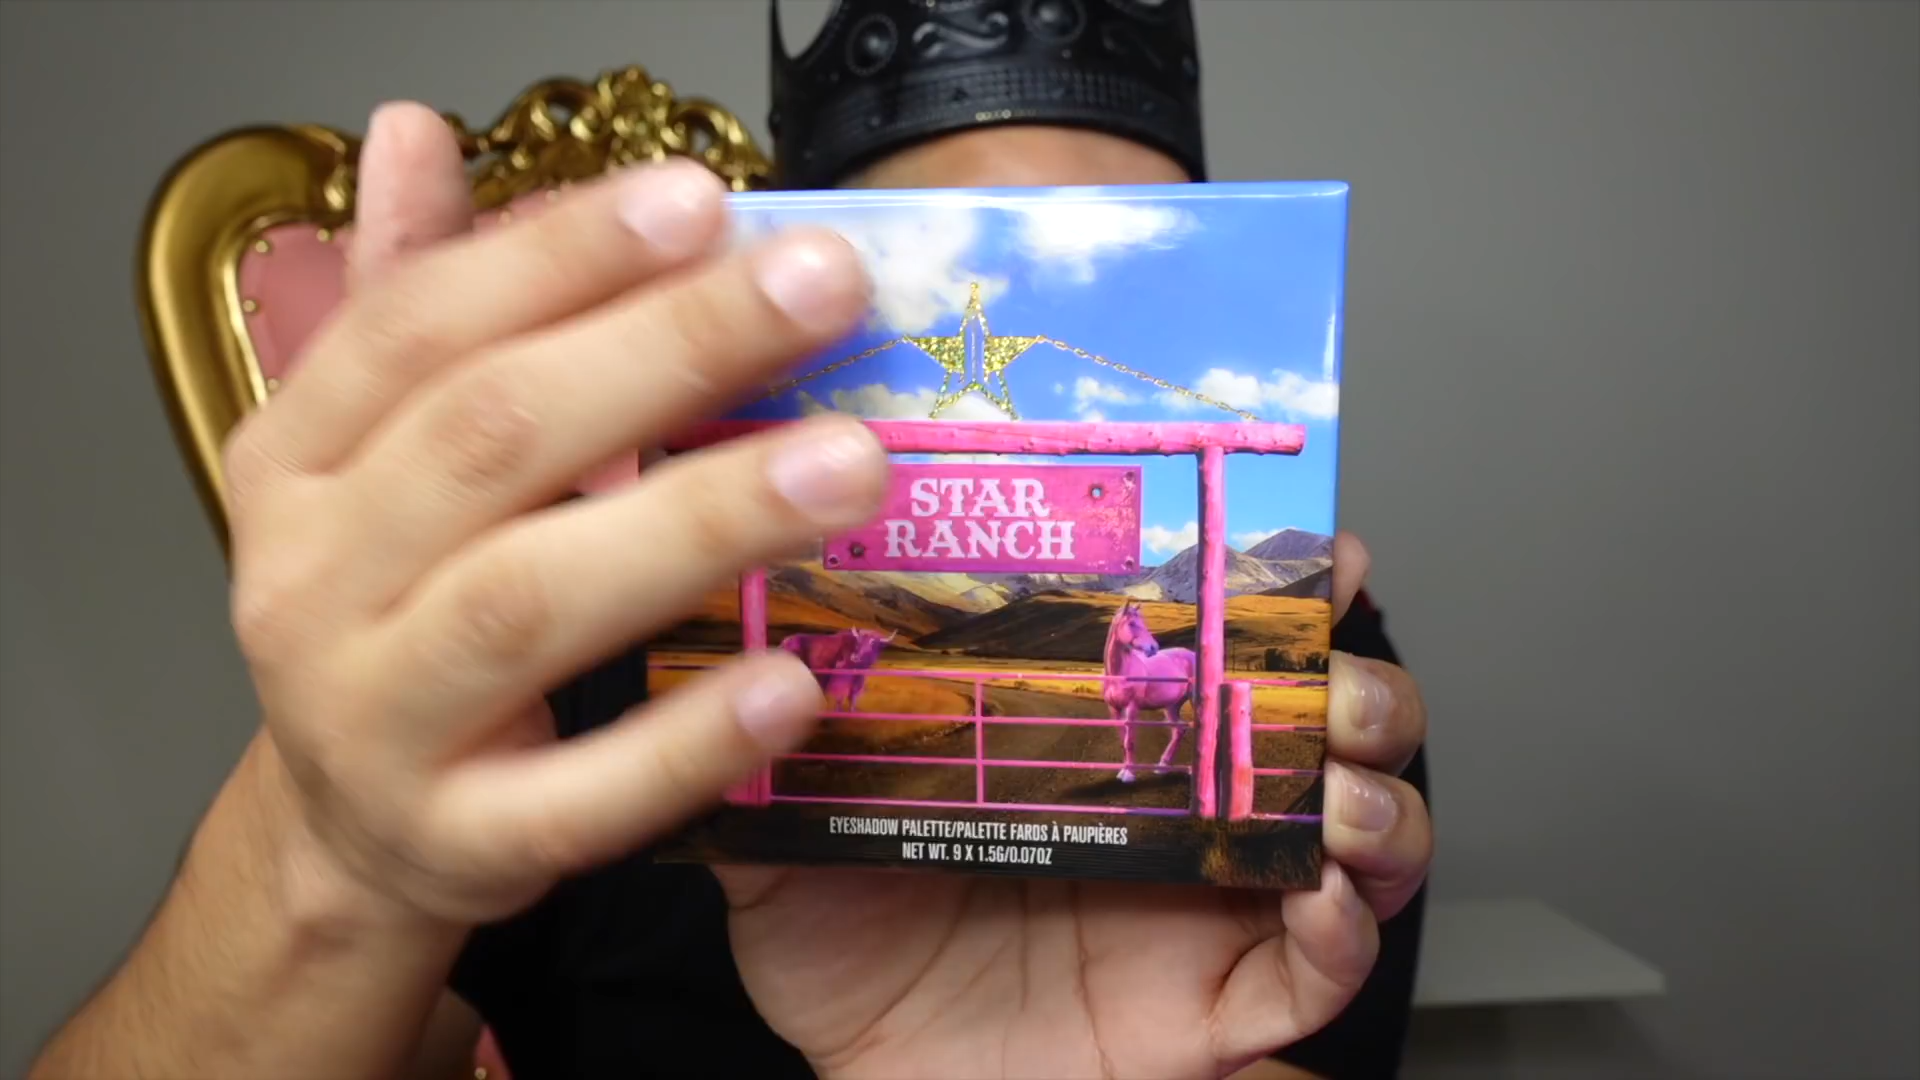 STAR
RANCH
EYESHADOW PALETTE/PALETTE FARDS À PAUPIÈRES
NET WT. 9 X 1.5G/0.07OZ